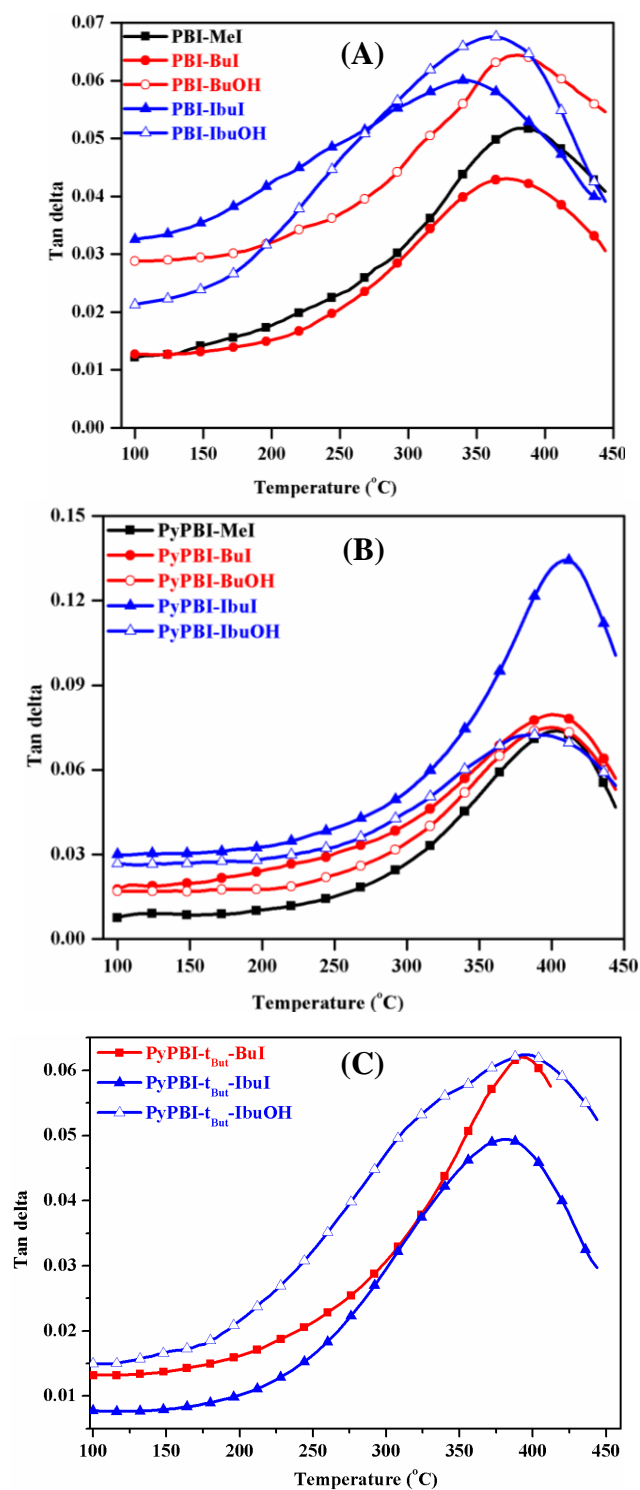 (A)
PBI-MeI
PBI-BuI
PBI-BuOH
PBI-IbuI
PBI-IbuOH
0.07
0.06
0.05
0.04
0.03
0.02
0.01
0.00
Tan delta
100 150 200 250 300 350 400 450
Temperature (°C)
(B)
PyPBI-MeI
PyPBI-BuI
PyPBI-BuOH
PyPBI-IbuI
PyPBI-IbuOH
0.15
0.12
0.09
0.06
0.03
0.00
Tan delta
100 150 200 250 300 350 400 450
Temperature (°C)
(C)
PyPBI-tBut-BuI
PyPBI-tBut-IbuI
PyPBI-tBut-IbuOH
0.06
0.05
0.04
0.03
0.02
0.01
Tan delta
100 150 200 250 300 350 400 450
Temperature (°C)